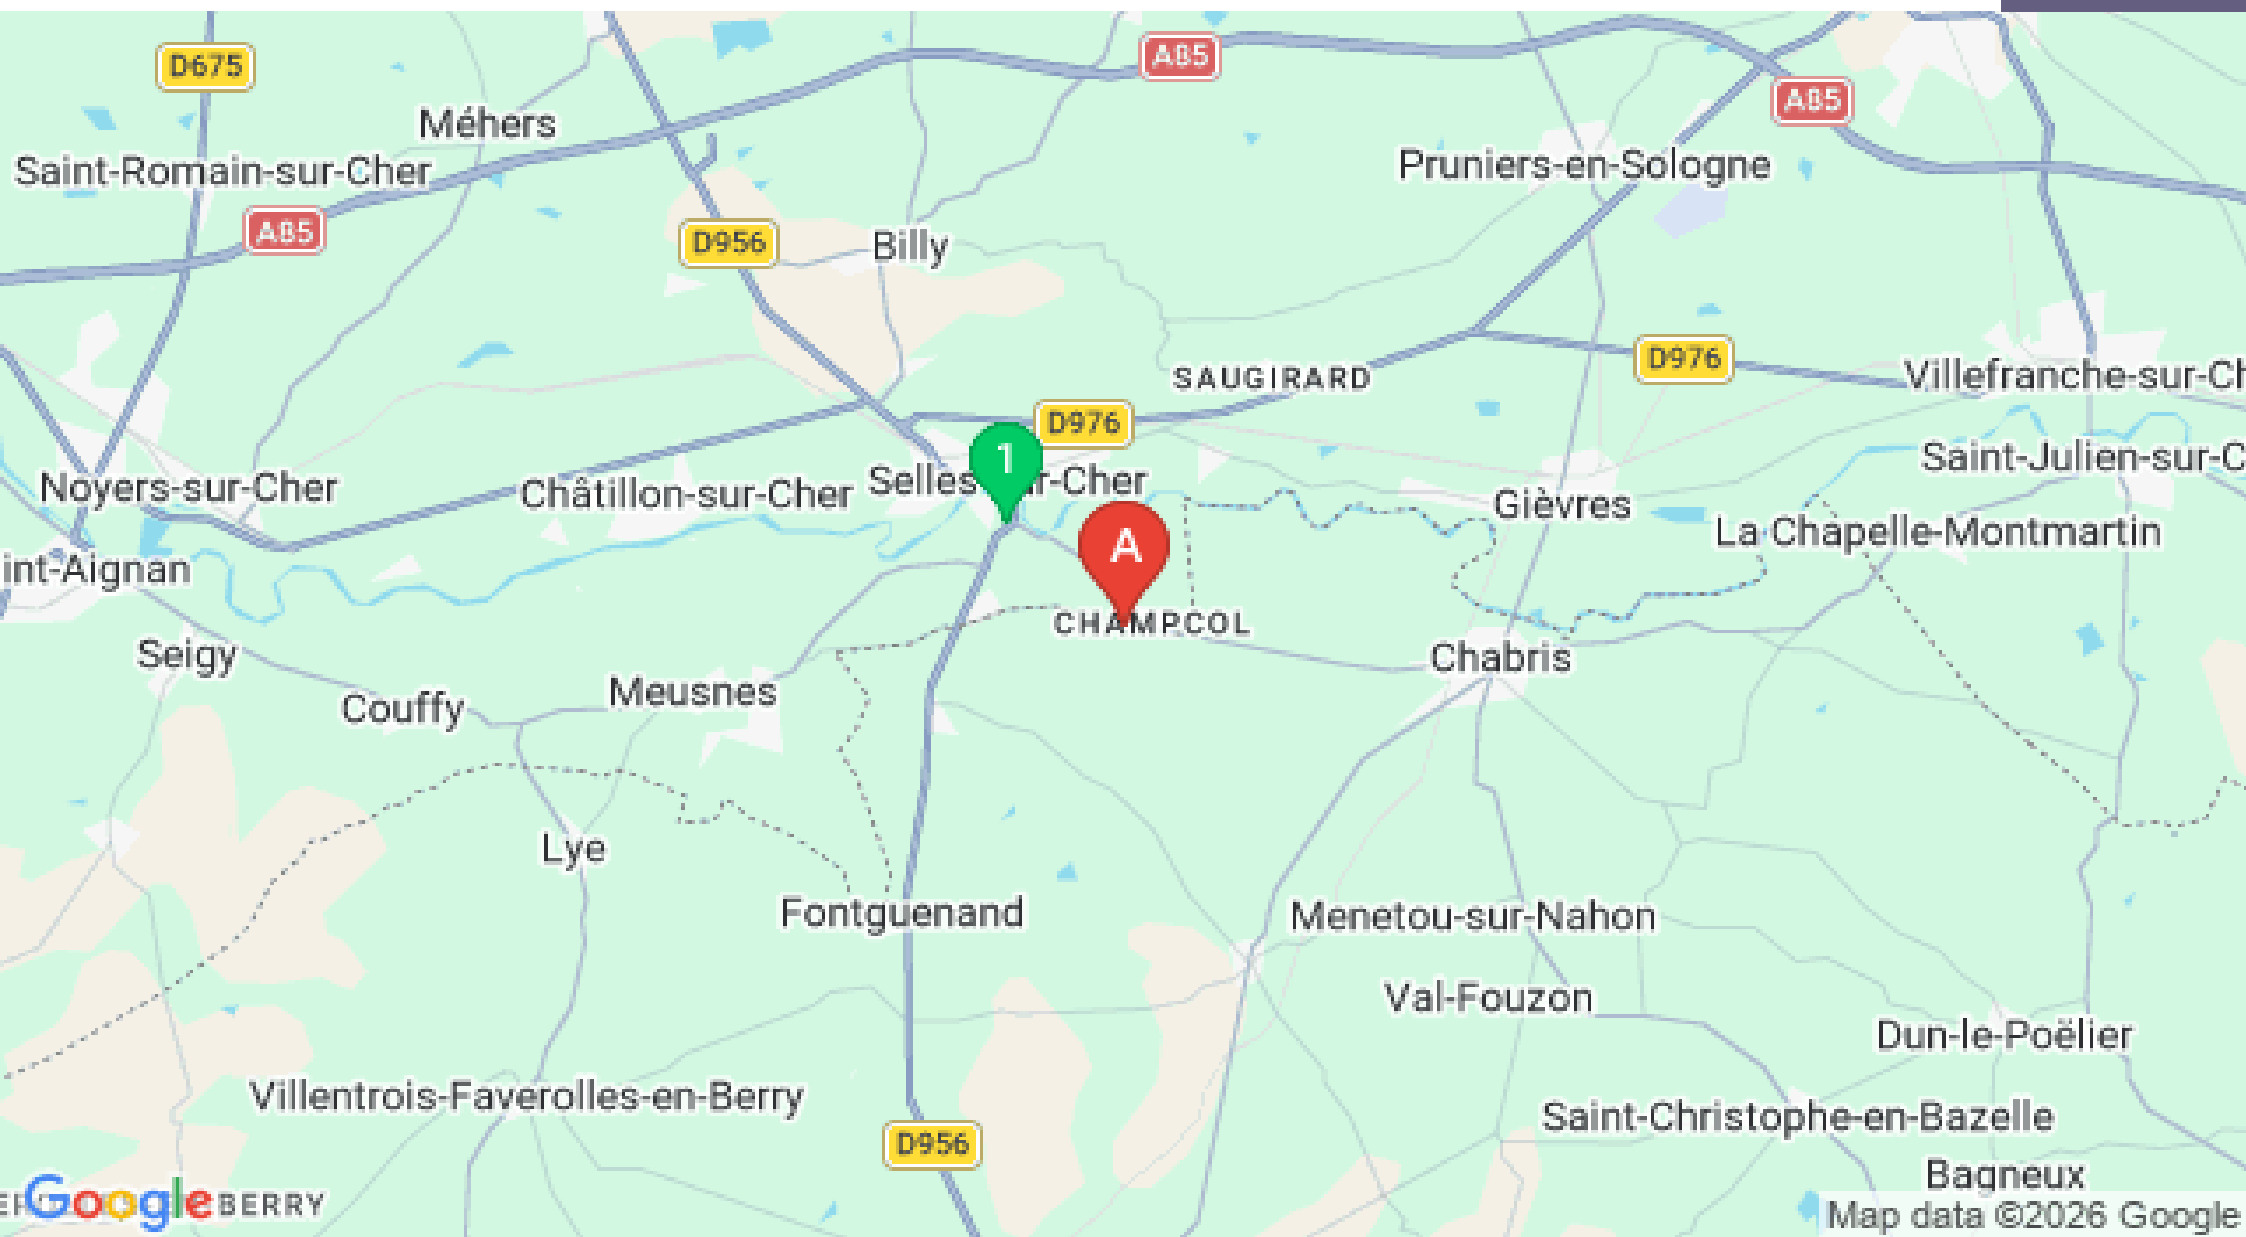 D675
A85
A85
Méhers
Saint-Romain-sur-Cher
Pruniers-en-Sologne
A85
D956
Billy
SAUGIRARD
D976
Villefranche-sur-Ch
D976
1
Selles-sur-Cher
Saint-Julien-sur-C
Noyers-sur-Cher
Châtillon-sur-Cher
Gièvres
La Chapelle-Montmartin
A
int-Aignan
CHAMPCOL
Seigy
Chabris
Meusnes
Couffy
Lye
Fontguenand
Menetou-sur-Nahon
Val-Fouzon
Dun-le-Poëlier
Villentrois-Faverolles-en-Berry
Saint-Christophe-en-Bazelle
D956
Bagneux
Google
BERRY
Map data ©2026 Google